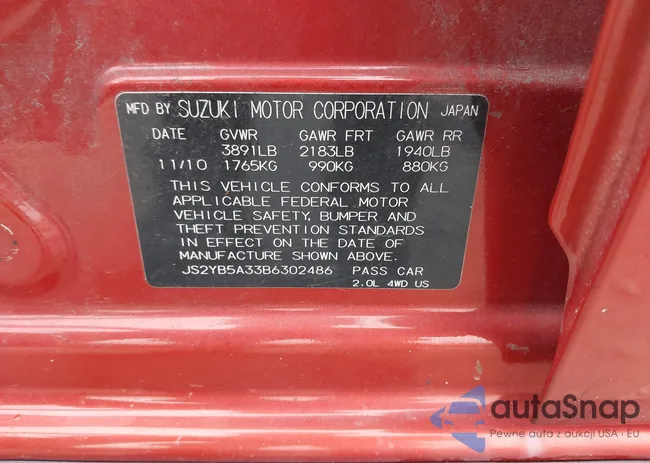 MFD BY SUZUKI MOTOR CORPORATION JAPAN
DATE GVWR GAWR FRT GAWR RR
3891LB 2183LB 1940LB
11/10 1765KG 990KG 880KG
THIS VEHICLE CONFORMS TO ALL
APPLICABLE FEDERAL MOTOR
VEHICLE SAFETY, BUMPER AND
THEFT PREVENTION STANDARDS
IN EFFECT ON THE DATE OF
MANUFACTURE SHOWN ABOVE.
JS2YB5A33B6302486 PASS CAR
2.0L 4WD US
autaSnap
Pewne auta z aukcji USA i EU